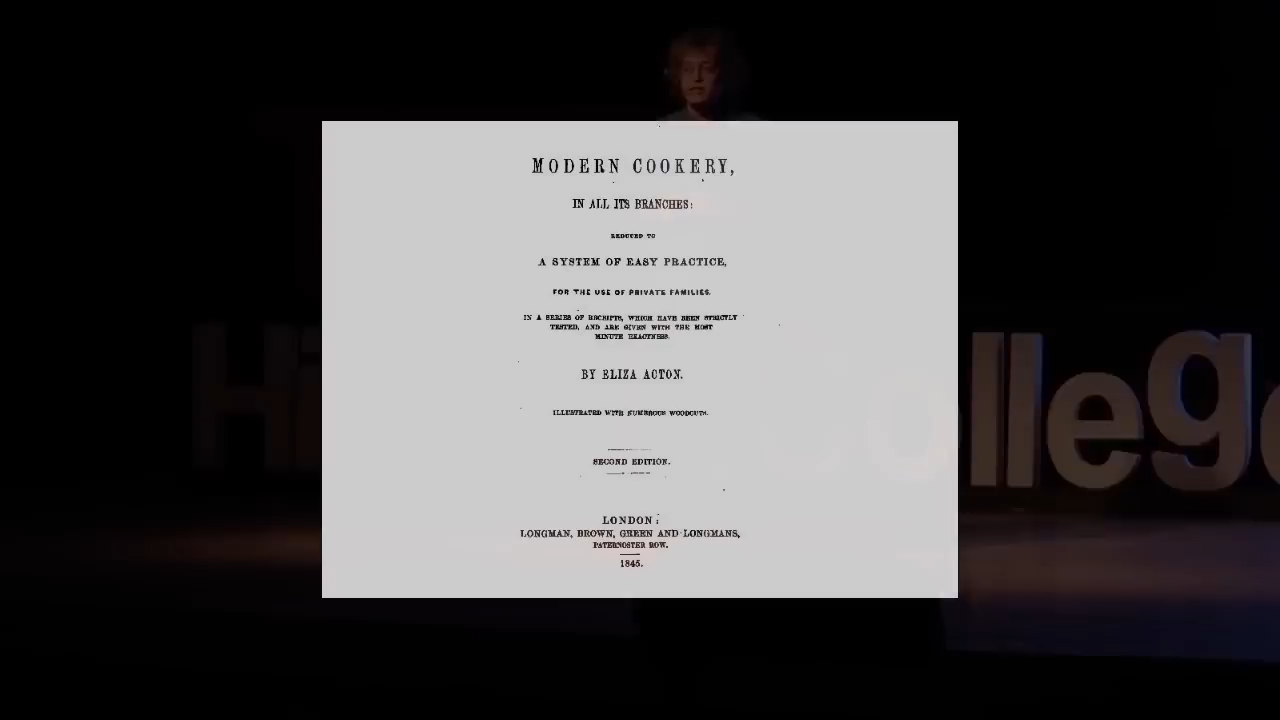 MODERN COOKERY,
IN ALL ITS BRANCHES:
REDUCED TO
A SYSTEM OF EASY PRACTICE,
FOR THE USE OF PRIVATE FAMILIES.
IN A SERIES OF RECEIPTS, WHICH HAVE BEEN STRICTLY
TESTED, AND ARE GIVEN WITH THE MOST
MINUTE EXACTNESS.
BY ELIZA ACTON.
ILLUSTRATED WITH NUMEROUS WOODCUTS.
SECOND EDITION.
LONDON:
LONGMAN, BROWN, GREEN AND LONGMANS,
PATERNOSTER ROW.
1845.